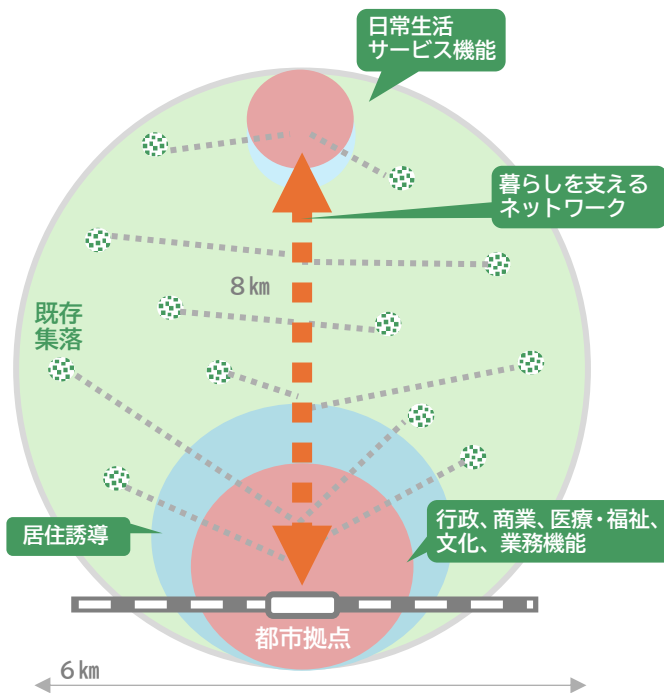 日常生活
サービス機能
暮らしを支える
ネットワーク
8㎞
既存
集落
居住誘導
行政、商業、医療・福祉、
文化、業務機能
都市拠点
6㎞